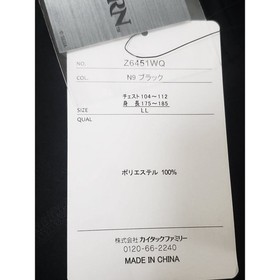 RN
NO. Z6451WQ
COL. N9 ブラック
チェスト104～112
身 長175～185
SIZE LL
QUAL
ポリエステル 100%
株式会社 カイタックファミリー
0120-66-2240
MADE IN CHINA